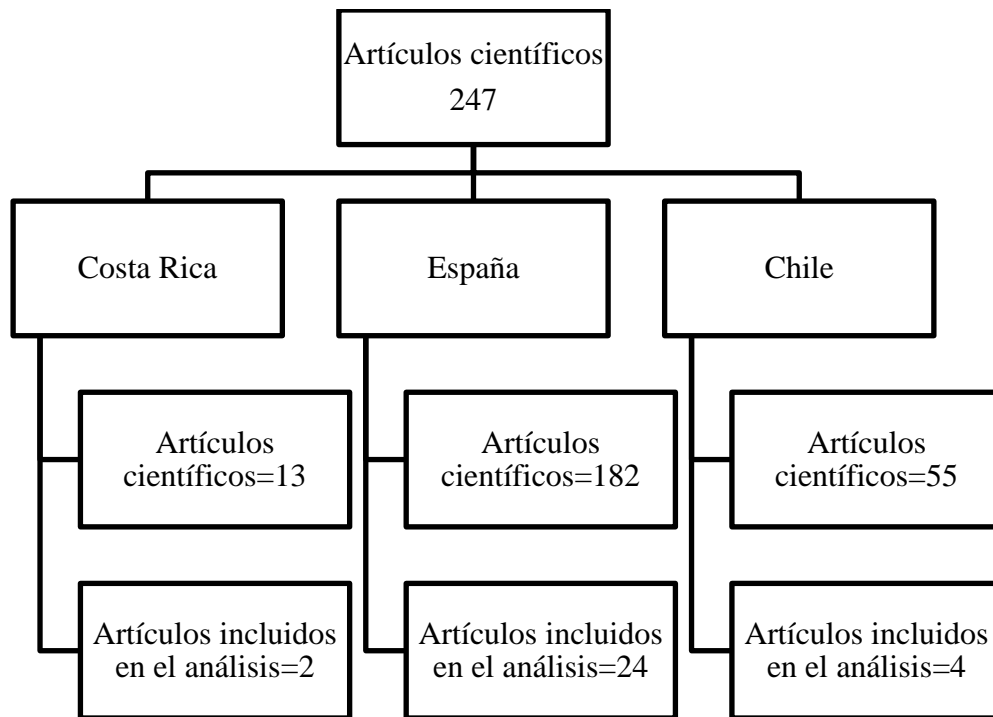 Artículos científicos
247
Costa Rica
España
Chile
Artículos
científicos=13
Artículos
científicos=182
Artículos
científicos=55
Artículos incluidos
en el análisis=2
Artículos incluidos
en el análisis=24
Artículos incluidos
en el análisis=4